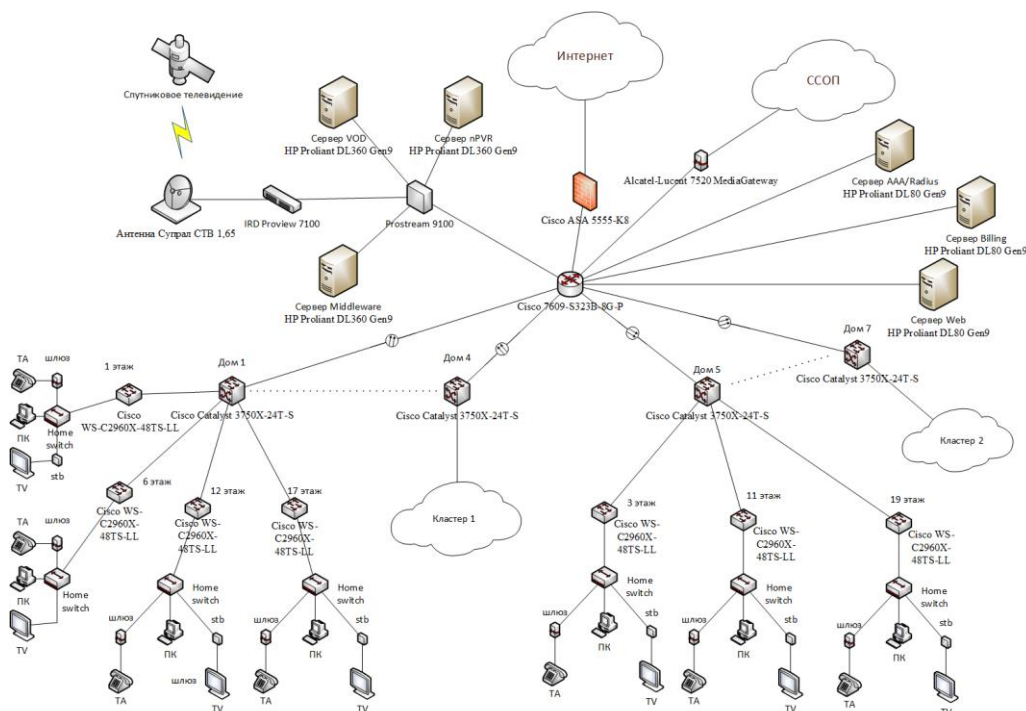 Интернет
ССОП
Спутниковое телевидение
Сервер VOD
HP Proliant DL360 Gen9
Сервер nPVR
HP Proliant DL360 Gen9
Alcatel-Lucent 7520 MediaGateway
Сервер AAA/Radius
HP Proliant DL80 Gen9
Антенна Супрал СТВ 1,65
IRD Proview 7100
Prostream 9100
Cisco ASA 5555-K8
Сервер Billing
HP Proliant DL80 Gen9
Сервер Middleware
HP Proliant DL360 Gen9
Cisco 7609-S323B-8G-P
Сервер Web
HP Proliant DL80 Gen9
ТА
шлюз
1 этаж
Дом 1
Дом 4
Дом 5
Дом 7
Cisco
WS-C2960X-48TS-LL
Cisco Catalyst 3750X-24T-S
Cisco Catalyst 3750X-24T-S
Cisco Catalyst 3750X-24T-S
Cisco Catalyst 3750X-24T-S
ПК
Home
switch
TV
stb
Кластер 2
6 этаж
12 этаж
17 этаж
3 этаж
11 этаж
19 этаж
Cisco WS-
C2960X-
48TS-LL
Cisco WS-
C2960X-
48TS-LL
Cisco WS-
C2960X-
48TS-LL
Кластер 1
Cisco WS-
C2960X-
48TS-LL
Cisco WS-
C2960X-
48TS-LL
Cisco WS-
C2960X-
48TS-LL
ТА
шлюз
ПК
Home
switch
TV
Home
switch
Home
switch
Home
switch
Home
switch
Home
switch
шлюз
ПК
stb
ТА
шлюз
TV
шлюз
ПК
stb
ТА
TV
шлюз
ПК
stb
ТА
TV
шлюз
ПК
stb
ТА
TV
шлюз
ПК
stb
ТА
TV